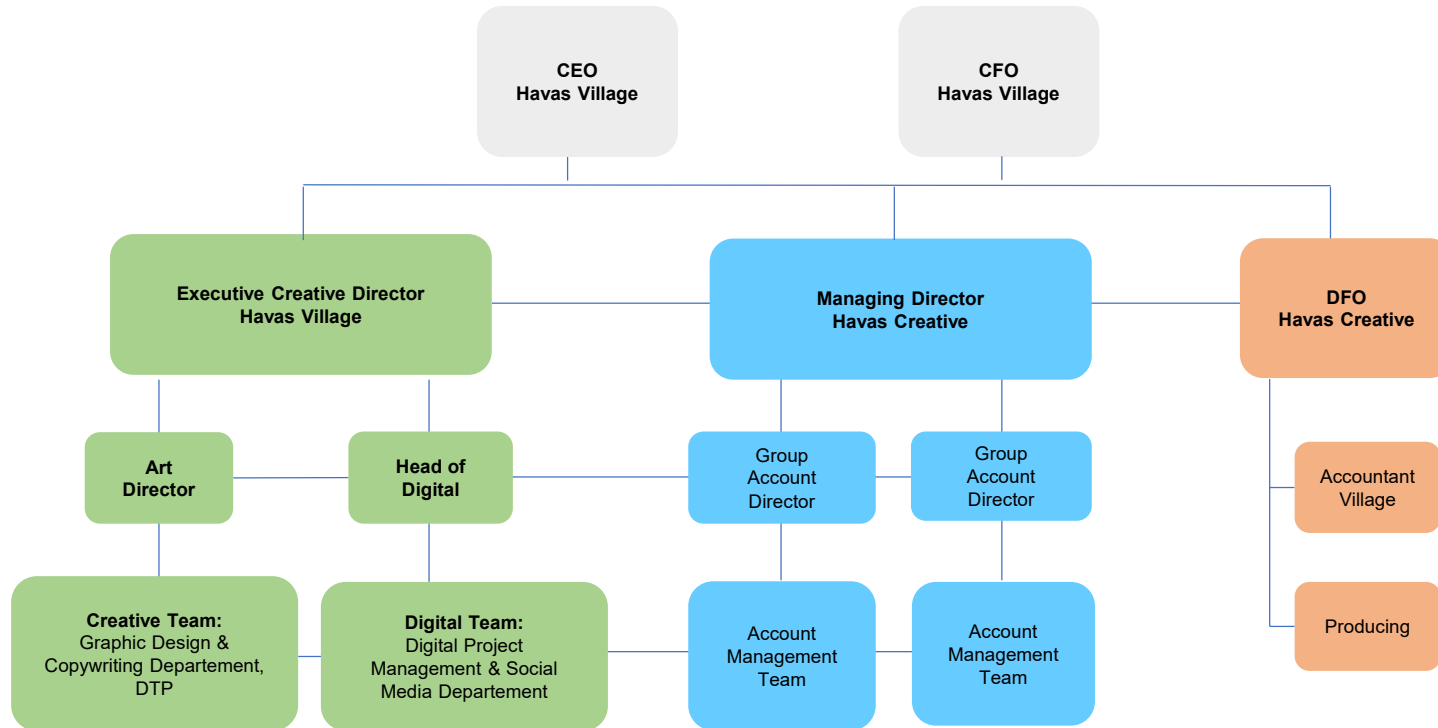 CEO
Havas Village
CFO
Havas Village
Executive Creative Director
Havas Village
Managing Director
Havas Creative
DFO
Havas Creative
Art
Director
Head of
Digital
Group
Account
Director
Group
Account
Director
Accountant
Village
Creative Team:
Graphic Design &
Copywriting Departement,
DTP
Digital Team:
Digital Project
Management & Social
Media Departement
Account
Management
Team
Account
Management
Team
Producing